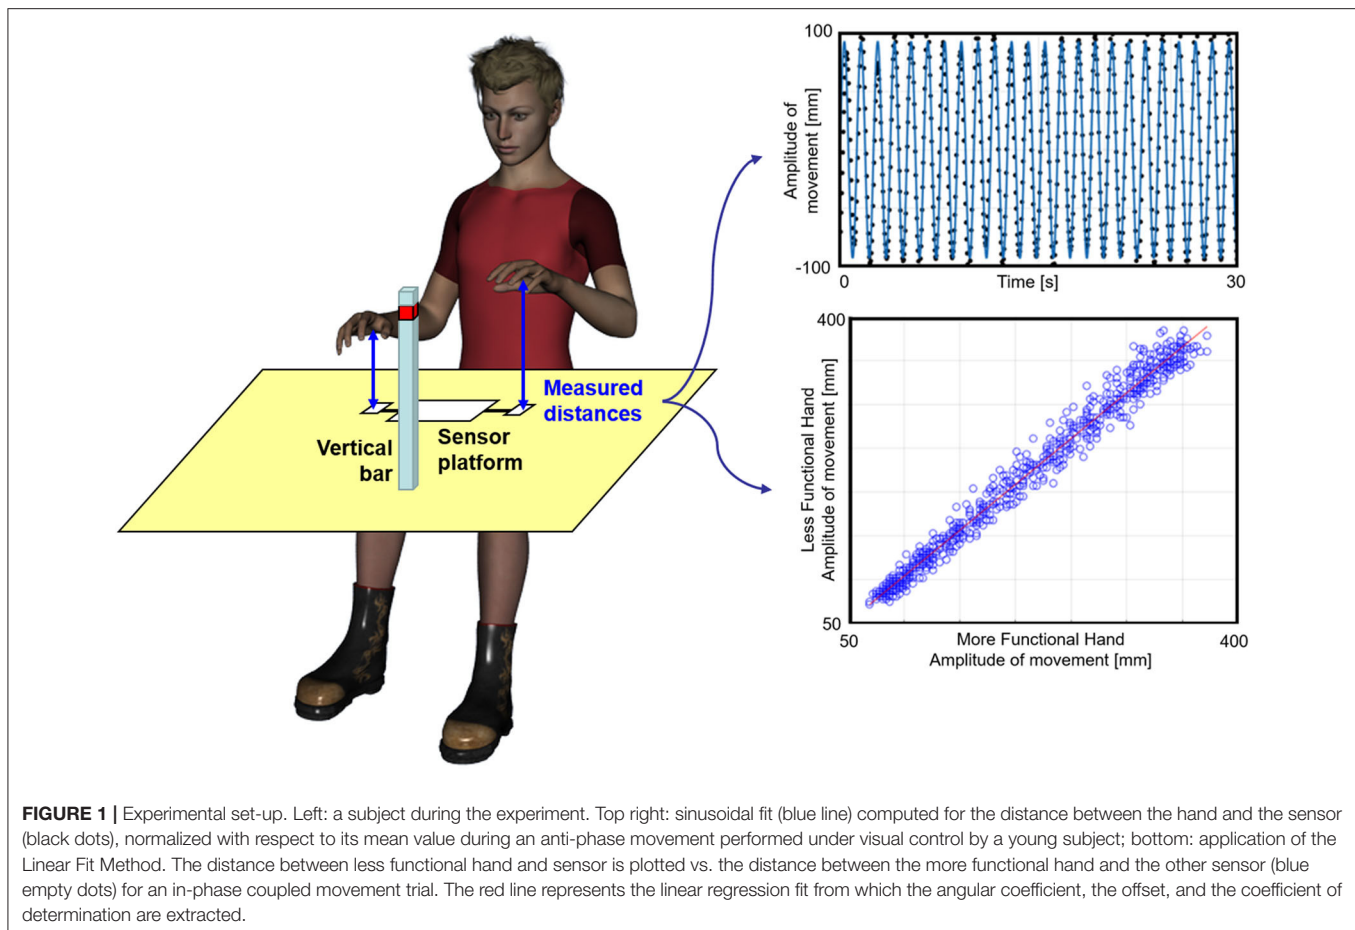 100
Amplitude of
movement [mm]
-100
0
Time [s]
30
Measured
distances
Sensor
platform
Vertical
bar
400
Less Functional Hand
Amplitude of movement [mm]
50
50
More Functional Hand
400
Amplitude of movement [mm]
FIGURE 1 | Experimental set-up. Left: a subject during the experiment. Top right: sinusoidal fit (blue line) computed for the distance between the hand and the sensor
(black dots), normalized with respect to its mean value during an anti-phase movement performed under visual control by a young subject; bottom: application of the
Linear Fit Method. The distance between less functional hand and sensor is plotted vs. the distance between the more functional hand and the other sensor (blue
empty dots) for an in-phase coupled movement trial. The red line represents the linear regression fit from which the angular coefficient, the offset, and the coefficient of
determination are extracted.